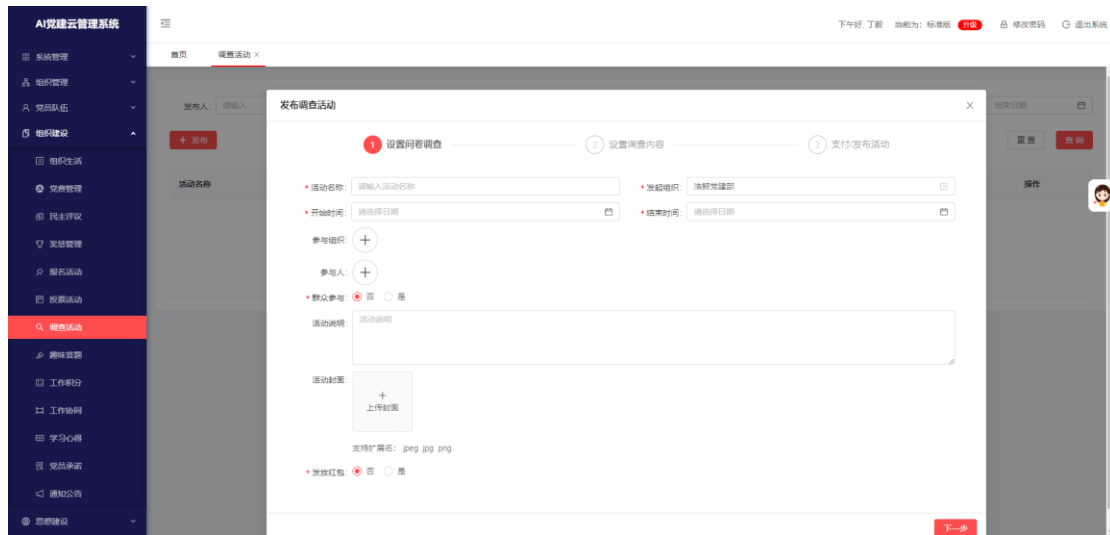 AI党建云管理系统
下午好, 丁毅 当前为: 标准版 升级 修改密码 退出系统
首页 调查活动 ×
系统管理
组织管理
党员队伍
组织建设
组织生活
党费管理
民主评议
奖惩管理
报名活动
投票活动
调查活动
趣味答题
工作积分
工作协同
学习心得
党员承诺
通知公告
思想建设
发布人: 请输入
结束日期
+ 发布
重置 查询
活动名称
操作
发布调查活动
1 设置问卷调查
2 设置调查内容
3 支付/发布活动
* 活动名称: 请输入活动名称
* 发起组织: 洁毅党建部
* 开始时间: 请选择日期
* 结束时间: 请选择日期
参与组织:
参与人:
* 群众参与: 否 是
活动说明: 活动说明
活动封面:
+
上传封面
支持扩展名: jpeg jpg png
* 发放红包: 否 是
下一步